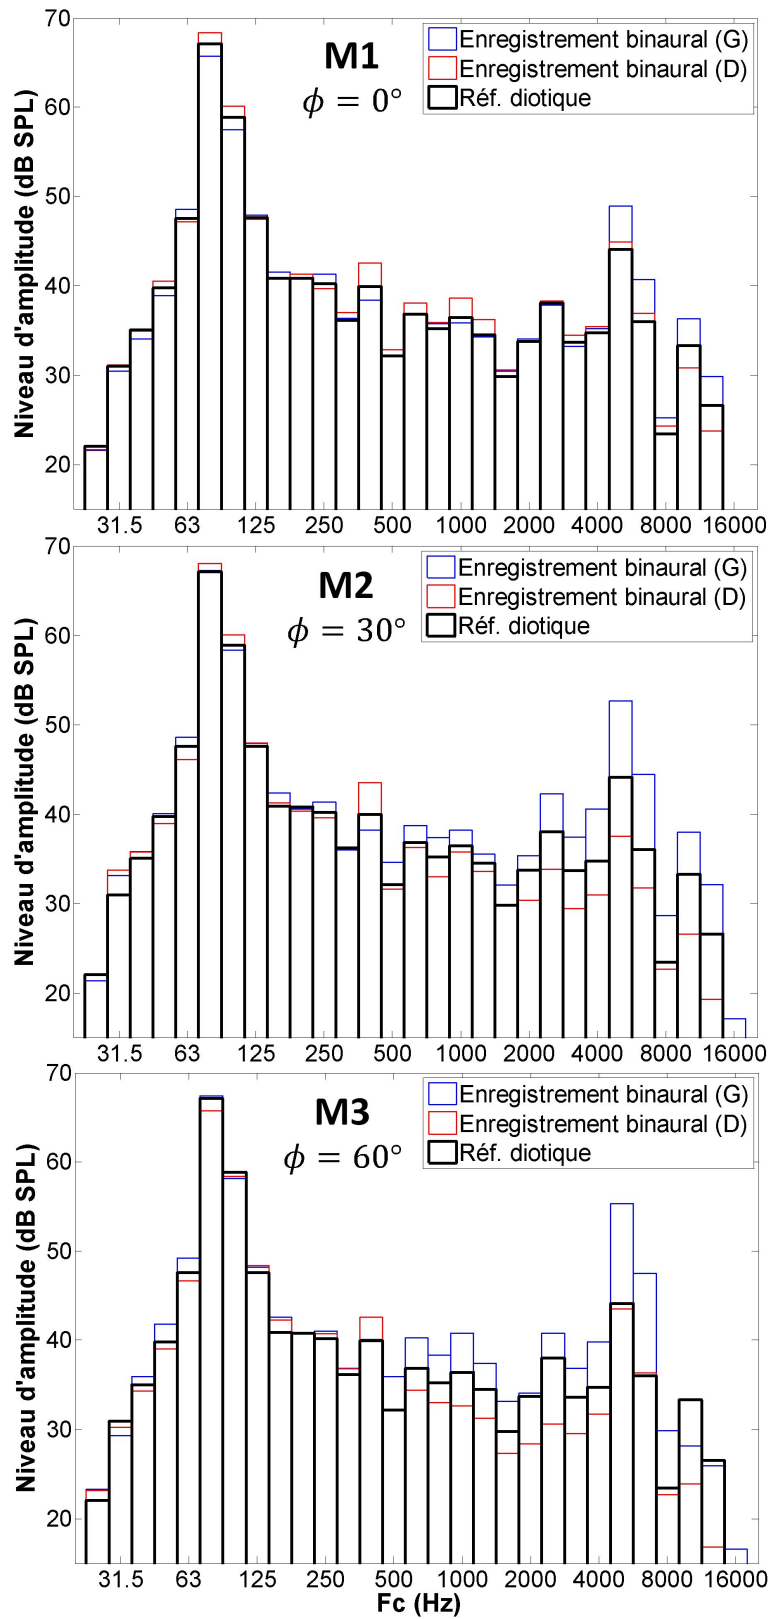 70
60
50
40
30
20
Niveau d'amplitude (dB SPL)
M1
ϕ = 0°
Enregistrement binaural (G)
Enregistrement binaural (D)
Réf. diotique
31.5 63 125 250 500 1000 2000 4000 8000 16000
70
60
50
40
30
20
Niveau d'amplitude (dB SPL)
M2
ϕ = 30°
Enregistrement binaural (G)
Enregistrement binaural (D)
Réf. diotique
31.5 63 125 250 500 1000 2000 4000 8000 16000
70
60
50
40
30
20
Niveau d'amplitude (dB SPL)
M3
ϕ = 60°
Enregistrement binaural (G)
Enregistrement binaural (D)
Réf. diotique
31.5 63 125 250 500 1000 2000 4000 8000 16000
Fc (Hz)